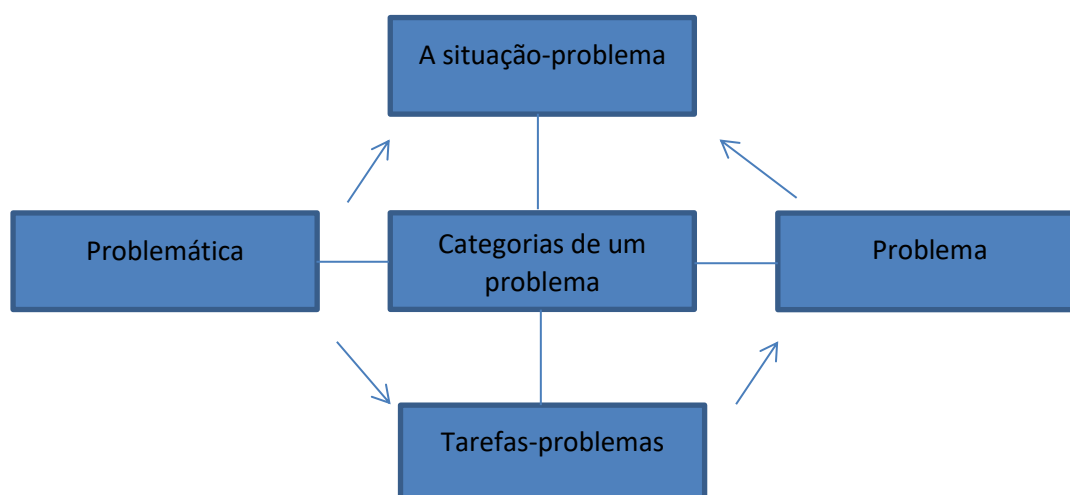 A situação-problema
Problemática
Categorias de um
problema
Problema
Tarefas-problemas